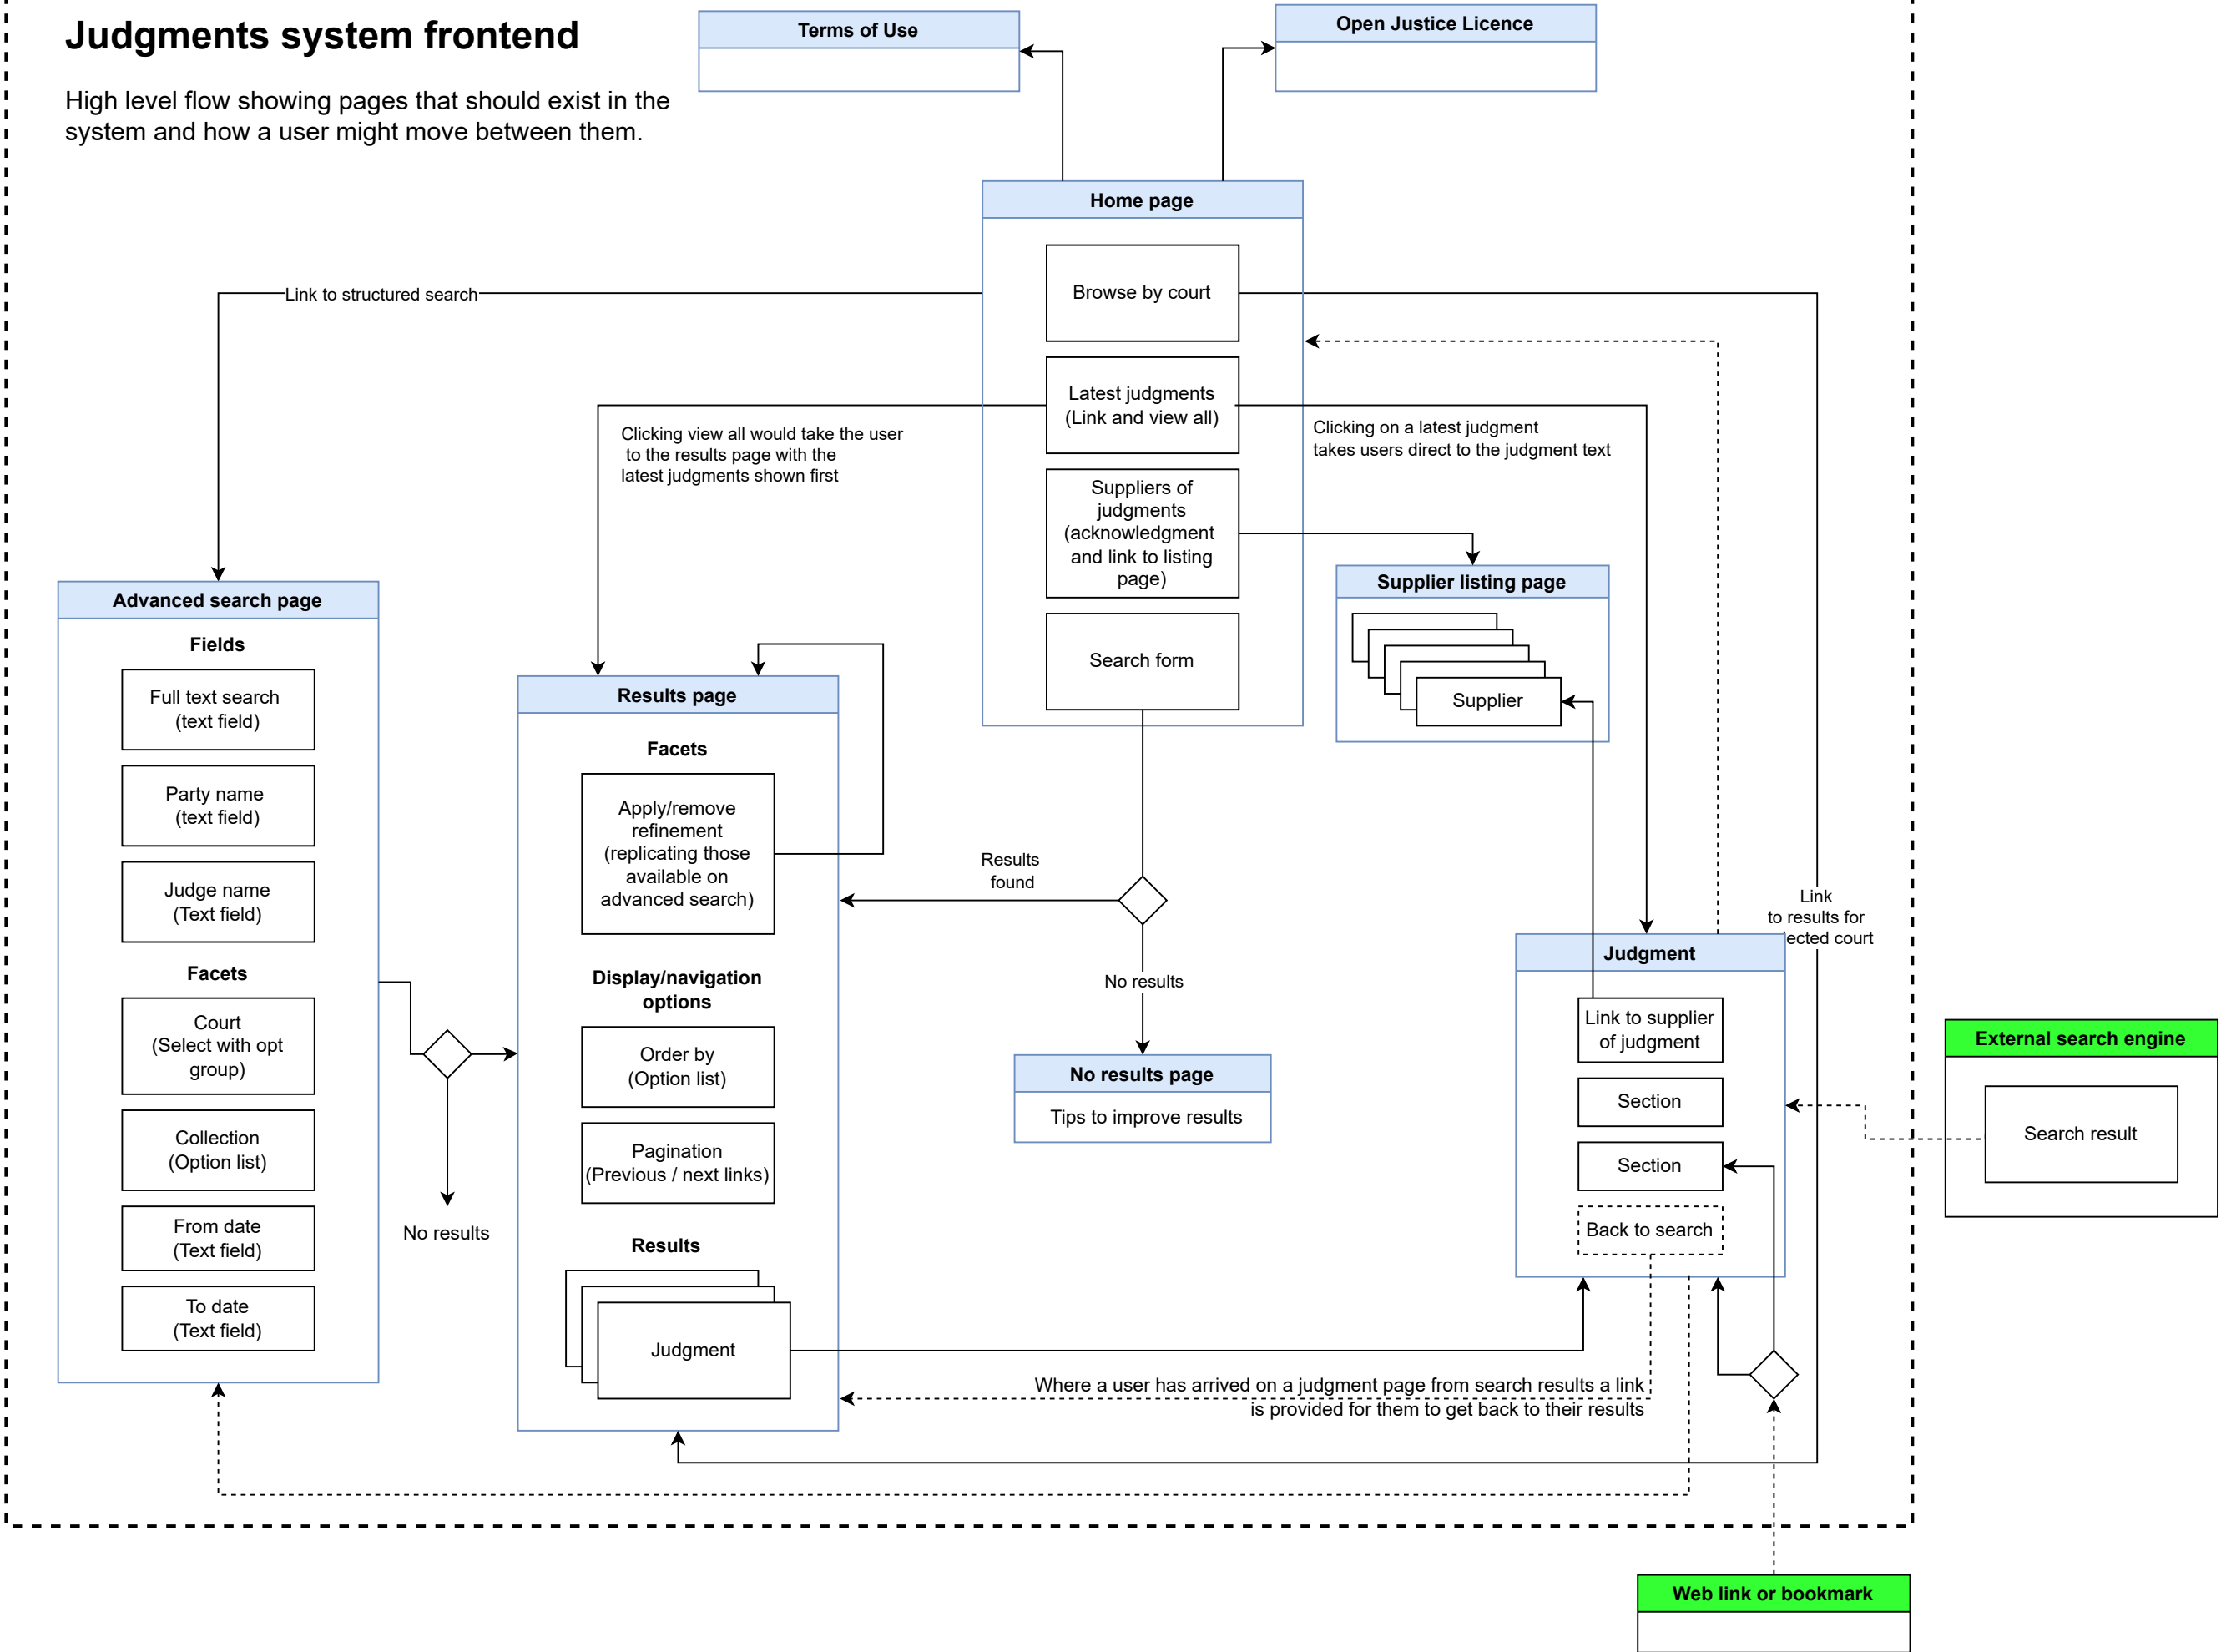 Judgments system frontend
High level flow showing pages that should exist in the
system and how a user might move between them.
Terms of Use
Open Justice Licence
Home page
Browse by court
Link to structured search
Latest judgments
(Link and view all)
Clicking view all would take the user
to the results page with the
latest judgments shown first
Clicking on a latest judgment
takes users direct to the judgment text
Suppliers of
judgments
(acknowledgment
and link to listing
page)
Search form
Supplier listing page
Supplier
Advanced search page
Fields
Full text search
(text field)
Party name
(text field)
Judge name
(Text field)
Facets
Court
(Select with opt
group)
Collection
(Option list)
From date
(Text field)
To date
(Text field)
No results
Results page
Facets
Apply/remove
refinement
(replicating those
available on
advanced search)
Display/navigation
options
Order by
(Option list)
Pagination
(Previous / next links)
Results
Judgment
Results
found
No results
No results page
Tips to improve results
Link
to results for
ected court
Judgment
Link to supplier
of judgment
Section
Section
Back to search
Where a user has arrived on a judgment page from search results a link
is provided for them to get back to their results
External search engine
Search result
Web link or bookmark